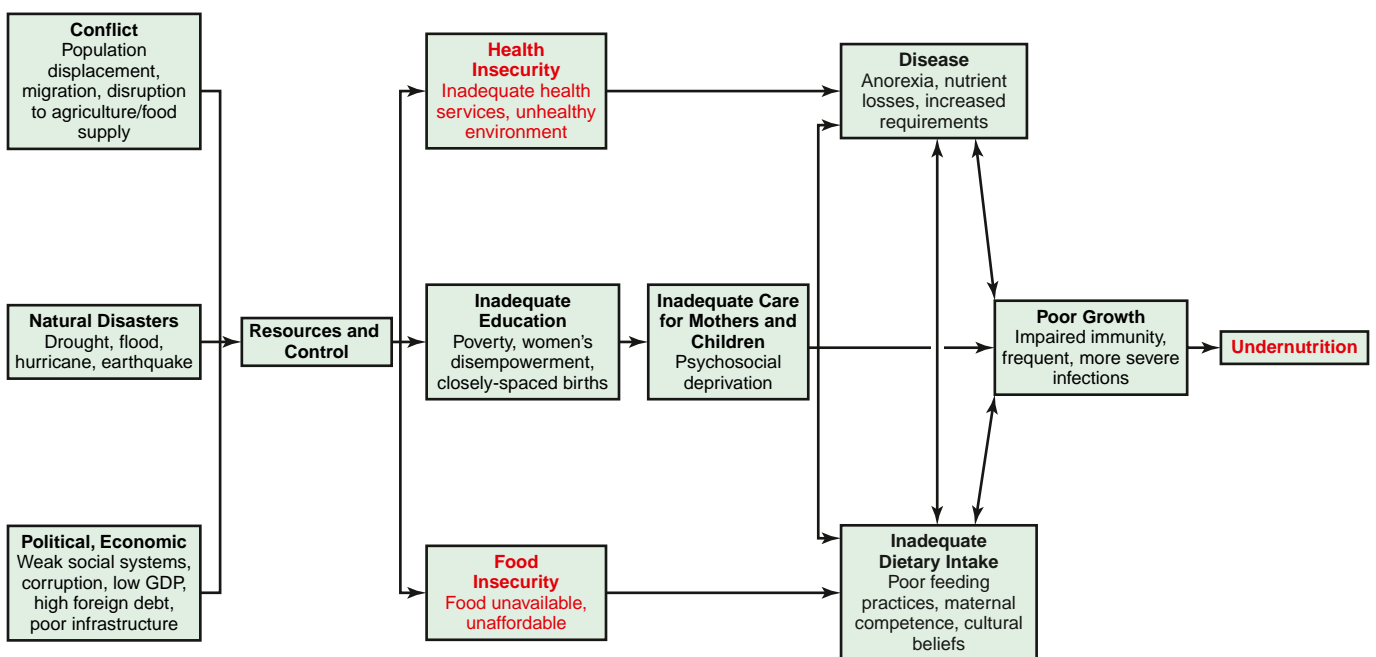 Conflict
Population
displacement,
migration, disruption
to agriculture/food
supply
Natural Disasters
Drought, flood,
hurricane, earthquake
Political, Economic
Weak social systems,
corruption, low GDP,
high foreign debt,
poor infrastructure
Resources and
Control
Health
Insecurity
Inadequate health
services, unhealthy
environment
Inadequate
Education
Poverty, women’s
disempowerment,
closely-spaced births
Food
Insecurity
Food unavailable,
unaffordable
Inadequate Care
for Mothers and
Children
Psychosocial
deprivation
Disease
Anorexia, nutrient
losses, increased
requirements
Inadequate
Dietary Intake
Poor feeding
practices, maternal
competence, cultural
beliefs
Poor Growth
Impaired immunity,
frequent, more severe
infections
Undernutrition